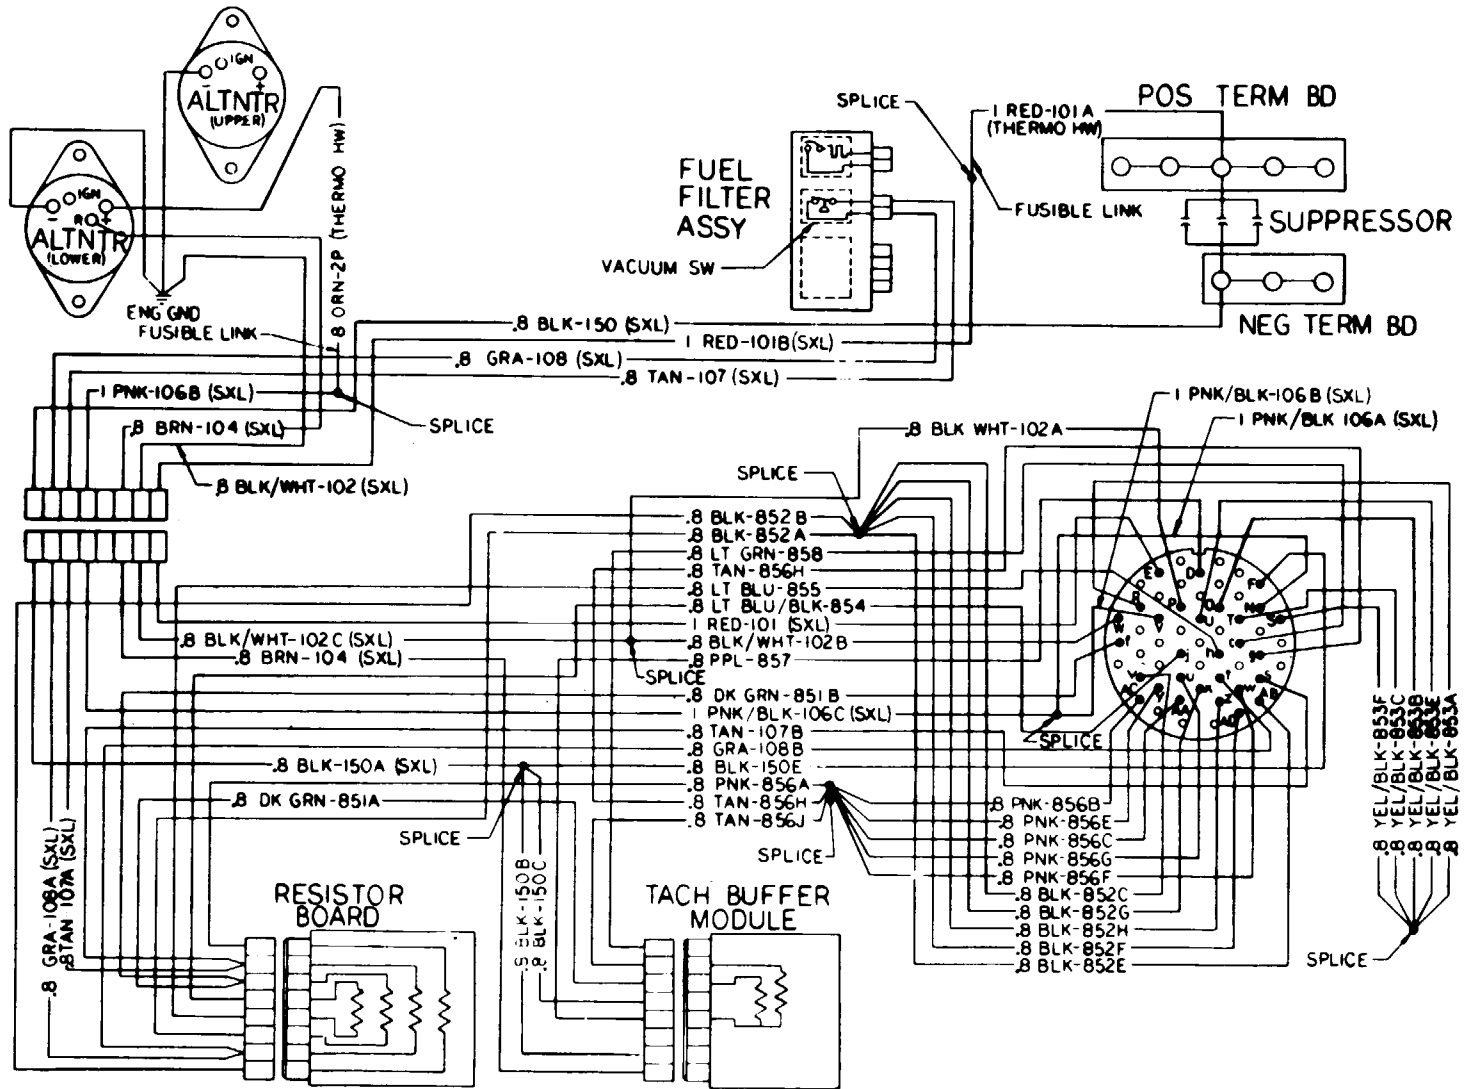 IGN
- +
ALTNTR
(UPPER)
IGN
- R +
ALTNTR
(LOWER)
ENG GND
FUSIBLE LINK
.8 ORN-2P (THERMO HW)
FUEL
FILTER
ASSY
VACUUM SW
SPLICE
1 RED-101A
(THERMO HW)
FUSIBLE LINK
POS TERM BD
SUPPRESSOR
NEG TERM BD
.8 BLK-150 (SXL)
1 RED-101B(SXL)
.8 GRA-108 (SXL)
.8 TAN-107 (SXL)
1 PNK-106B (SXL)
.8 BRN-104 (SXL)
SPLICE
.8 BLK/WHT-102 (SXL)
1 PNK/BLK-106B (SXL)
1 PNK/BLK 106A (SXL)
.8 BLK WHT-102A
SPLICE
.8 BLK-852B
.8 BLK-852A
.8 LT GRN-858
.8 TAN-856H
.8 LT BLU-855
.8 LT BLU/BLK-854
1 RED-101 (SXL)
.8 BLK/WHT-102C (SXL)
.8 BLK/WHT-102B
.8 BRN-104 (SXL)
.8 PPL-857
SPLICE
.8 DK GRN-851B
1 PNK/BLK-106C (SXL)
.8 TAN-107B
SPLICE
.8 GRA-108B
.8 BLK-150A (SXL)
.8 BLK-150E
.8 PNK-856A
.8 DK GRN-851A
.8 TAN-856H
.8 TAN-856J
SPLICE
SPLICE
E D F
B P O N
W V U T S
f c
j h g
v u t s
AC y x w AB
AA z AD
.8 PNK-856B
.8 PNK-856E
.8 PNK-856C
.8 PNK-856G
.8 PNK-856F
.8 BLK-852C
.8 BLK-852G
.8 BLK-852H
.8 BLK-852F
.8 BLK-852E
.8 YEL/BLK-853F
.8 YEL/BLK-853C
.8 YEL/BLK-853B
.8 YEL/BLK-853E
.8 YEL/BLK-853A
SPLICE
.8 GRA-108A (SXL)
.8 TAN 107A (SXL)
RESISTOR
BOARD
.8 BLK-150B
.8 BLK-150C
TACH BUFFER
MODULE